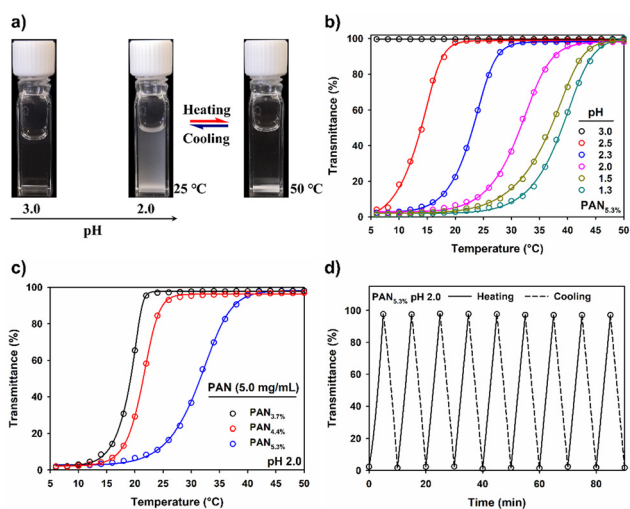 a)
Heating
Cooling
25 °C
50 °C
3.0
2.0
pH
b)
Transmittance (%)
100
80
60
40
20
0
pH
3.0
2.5
2.3
2.0
1.5
1.3
PAN5.3%
5 10 15 20 25 30 35 40 45 50
Temperature (°C)
c)
Transmittance (%)
100
80
60
40
20
0
PAN (5.0 mg/mL)
PAN3.7%
PAN4.4%
PAN5.3%
pH 2.0
5 10 15 20 25 30 35 40 45 50
Temperature (°C)
d)
Transmittance (%)
120
100
80
60
40
20
0
PAN5.3% pH 2.0 Heating Cooling
0 20 40 60 80
Time (min)